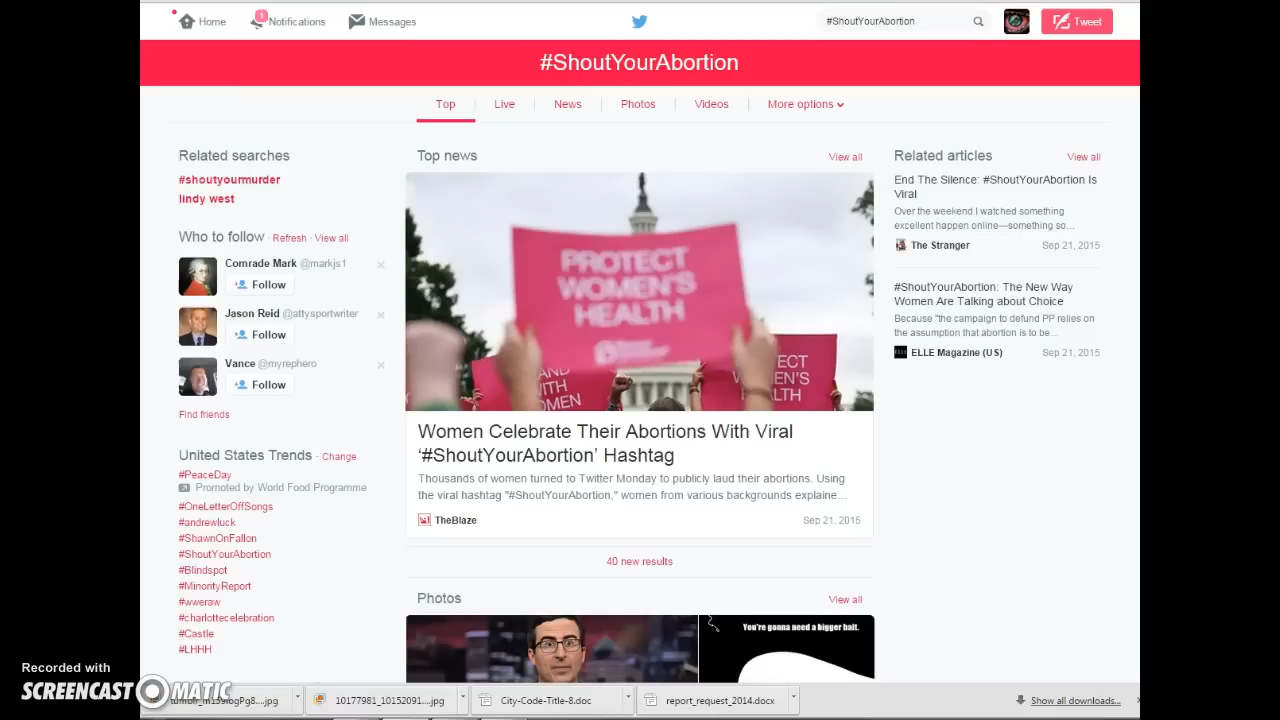 Home
1
Notifications
Messages
#ShoutYourAbortion
Tweet
#ShoutYourAbortion
Top
Live
News
Photos
Videos
More options
Related searches
#shoutyourmurder
lindy west
Who to follow · Refresh · View all
Comrade Mark @markjs1
Follow
Jason Reid @attysportwriter
Follow
Vance @myrephero
Follow
Find friends
United States Trends · Change
#PeaceDay
Promoted by World Food Programme
#OneLetterOffSongs
#andrewluck
#ShawnOnFallon
#ShoutYourAbortion
#Blindspot
#MinorityReport
#wweraw
#charlottecelebration
#Castle
#LHHH
Top news
View all
PROTECT
WOMEN'S
HEALTH
AND
WITH
WOMEN
ECT
EN'S
LTH
Women Celebrate Their Abortions With Viral
‘#ShoutYourAbortion’ Hashtag
Thousands of women turned to Twitter Monday to publicly laud their abortions. Using
the viral hashtag "#ShoutYourAbortion," women from various backgrounds explaine...
TheBlaze
Sep 21, 2015
40 new results
Photos
View all
You're gonna need a bigger bait.
Related articles
View all
End The Silence: #ShoutYourAbortion Is
Viral
Over the weekend I watched something
excellent happen online—something so...
The Stranger
Sep 21, 2015
#ShoutYourAbortion: The New Way
Women Are Talking about Choice
Because "the campaign to defund PP relies on
the assumption that abortion is to be...
ELLE Magazine (US)
Sep 21, 2015
Recorded with
SCREENCAST MATIC
10177981_10152091....jpg
City-Code-Title-8.doc
report_request_2014.docx
Show all downloads...